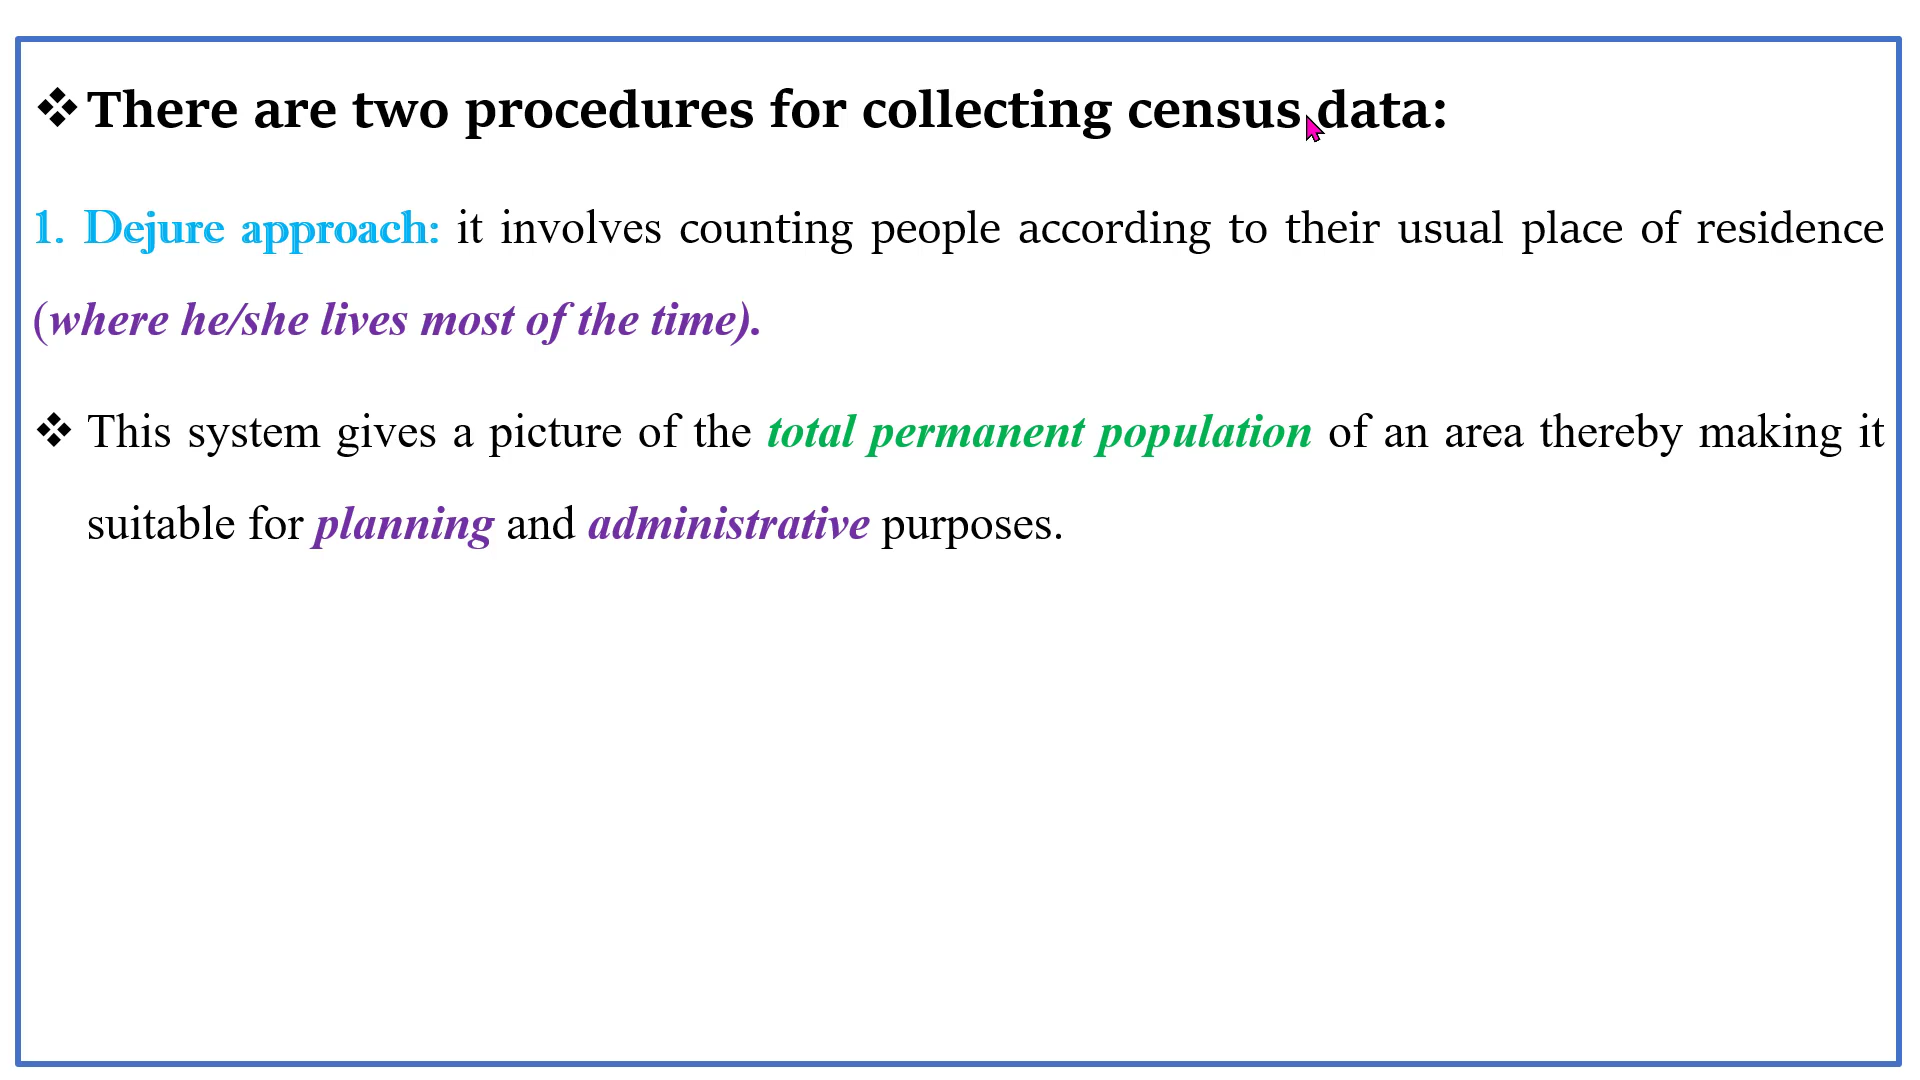 ❖There are two procedures for collecting census data:
1. Dejure approach: it involves counting people according to their usual place of residence
(where he/she lives most of the time).
❖ This system gives a picture of the total permanent population of an area thereby making it
suitable for planning and administrative purposes.